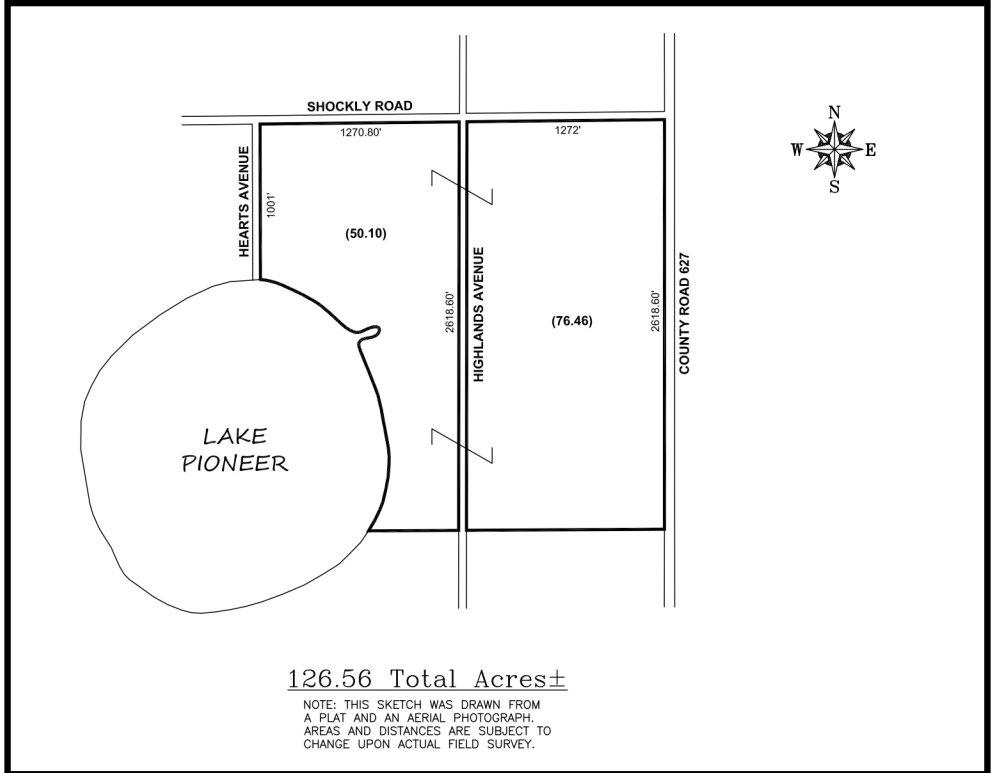 SHOCKLY ROAD
1270.80'
1272'
N
W
E
S
HEARTS AVENUE
1001'
(50.10)
2618.60'
HIGHLANDS AVENUE
(76.46)
2618.60'
COUNTY ROAD 627
LAKE
PIONEER
126.56 Total Acres±
NOTE: THIS SKETCH WAS DRAWN FROM
A PLAT AND AN AERIAL PHOTOGRAPH.
AREAS AND DISTANCES ARE SUBJECT TO
CHANGE UPON ACTUAL FIELD SURVEY.